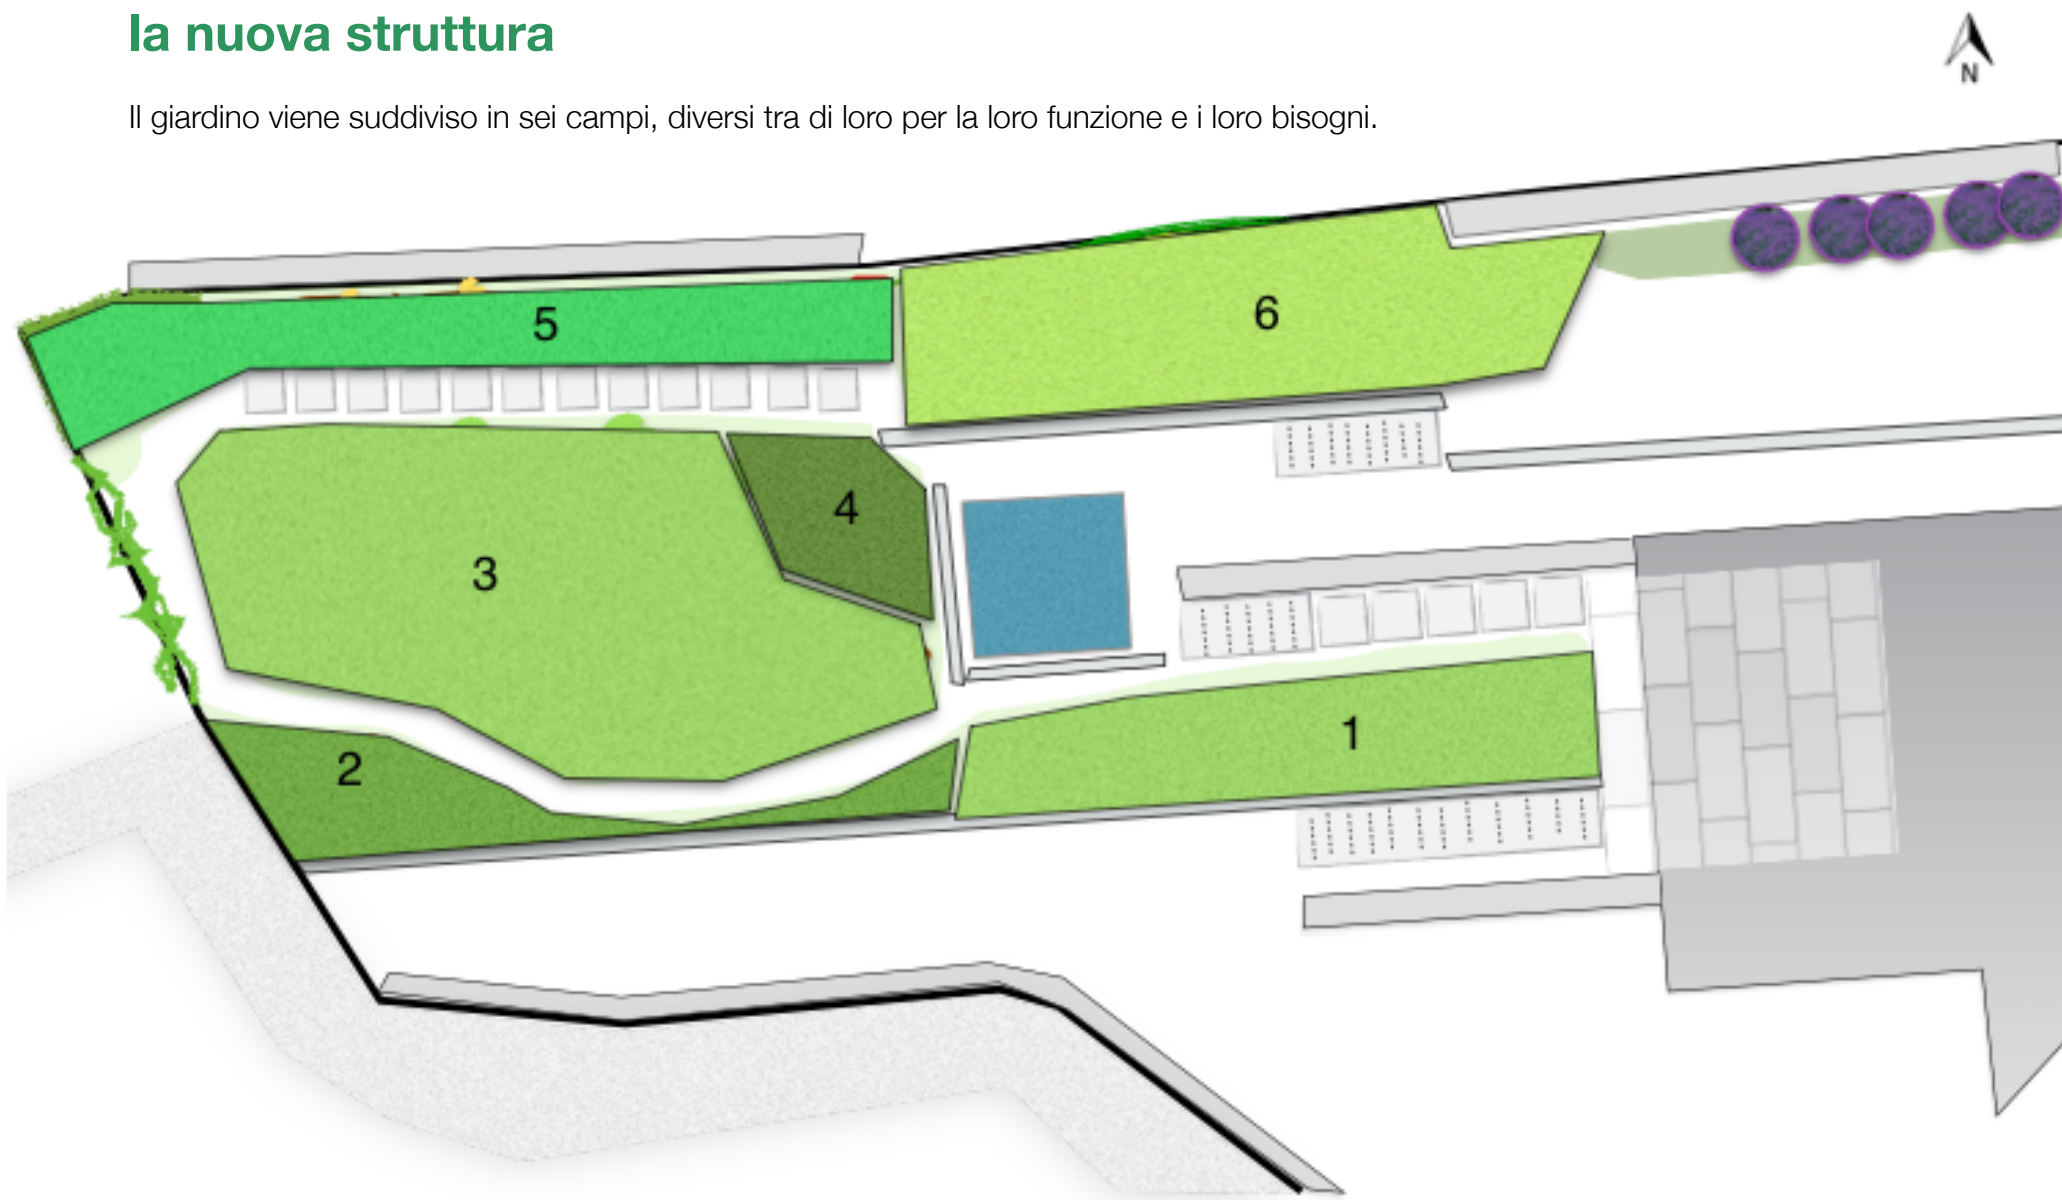 la nuova struttura
N
Il giardino viene suddiviso in sei campi, diversi tra di loro per la loro funzione e i loro bisogni.
5
6
4
3
1
2